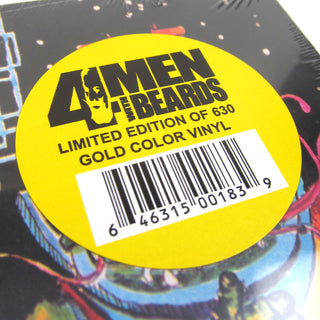 4 MEN
WITH BEARDS
LIMITED EDITION OF 630
GOLD COLOR VINYL
6 46315 00183 9